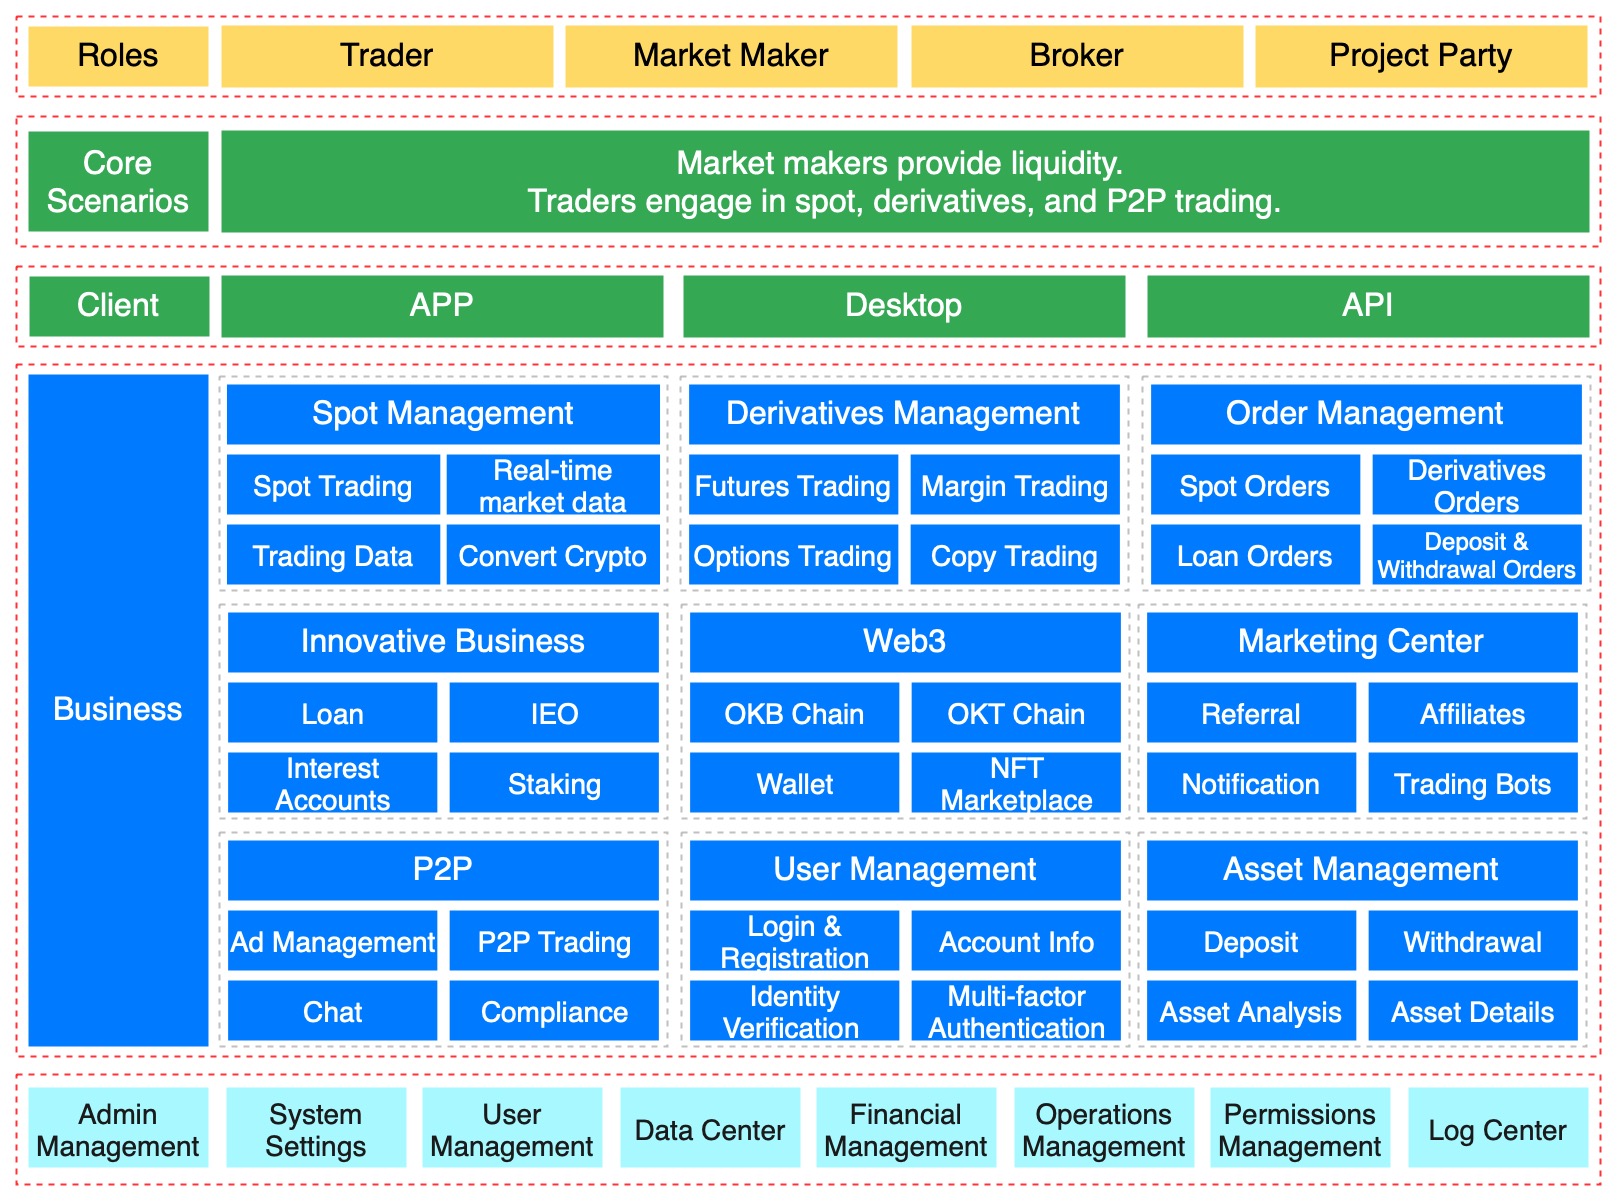 Roles
Trader
Market Maker
Broker
Project Party
Core
Scenarios
Market makers provide liquidity.
Traders engage in spot, derivatives, and P2P trading.
Client
APP
Desktop
API
Business
Spot Management
Spot Trading
Real-time
market data
Trading Data
Convert Crypto
Derivatives Management
Futures Trading
Margin Trading
Options Trading
Copy Trading
Order Management
Spot Orders
Derivatives
Orders
Loan Orders
Deposit &
Withdrawal Orders
Innovative Business
Loan
IEO
Interest
Accounts
Staking
Web3
OKB Chain
OKT Chain
Wallet
NFT
Marketplace
Marketing Center
Referral
Affiliates
Notification
Trading Bots
P2P
Ad Management
P2P Trading
Chat
Compliance
User Management
Login &
Registration
Account Info
Identity
Verification
Multi-factor
Authentication
Asset Management
Deposit
Withdrawal
Asset Analysis
Asset Details
Admin
Management
System
Settings
User
Management
Data Center
Financial
Management
Operations
Management
Permissions
Management
Log Center